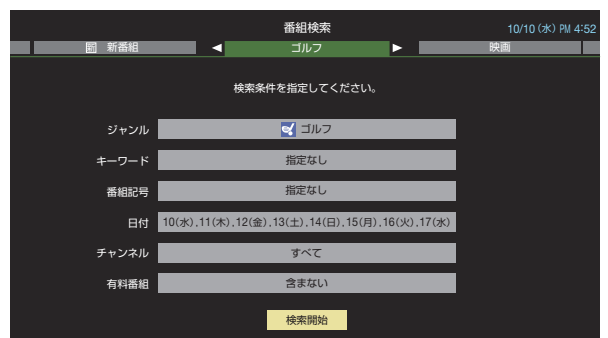 番組検索
10/10(水) PM 4:52
新 新番組 ◀ ゴルフ ▶ 映画
検索条件を指定してください。
ジャンル ゴルフ
キーワード 指定なし
番組記号 指定なし
日付 10(水),11(木),12(金),13(土),14(日),15(月),16(火),17(水)
チャンネル すべて
有料番組 含まない
検索開始